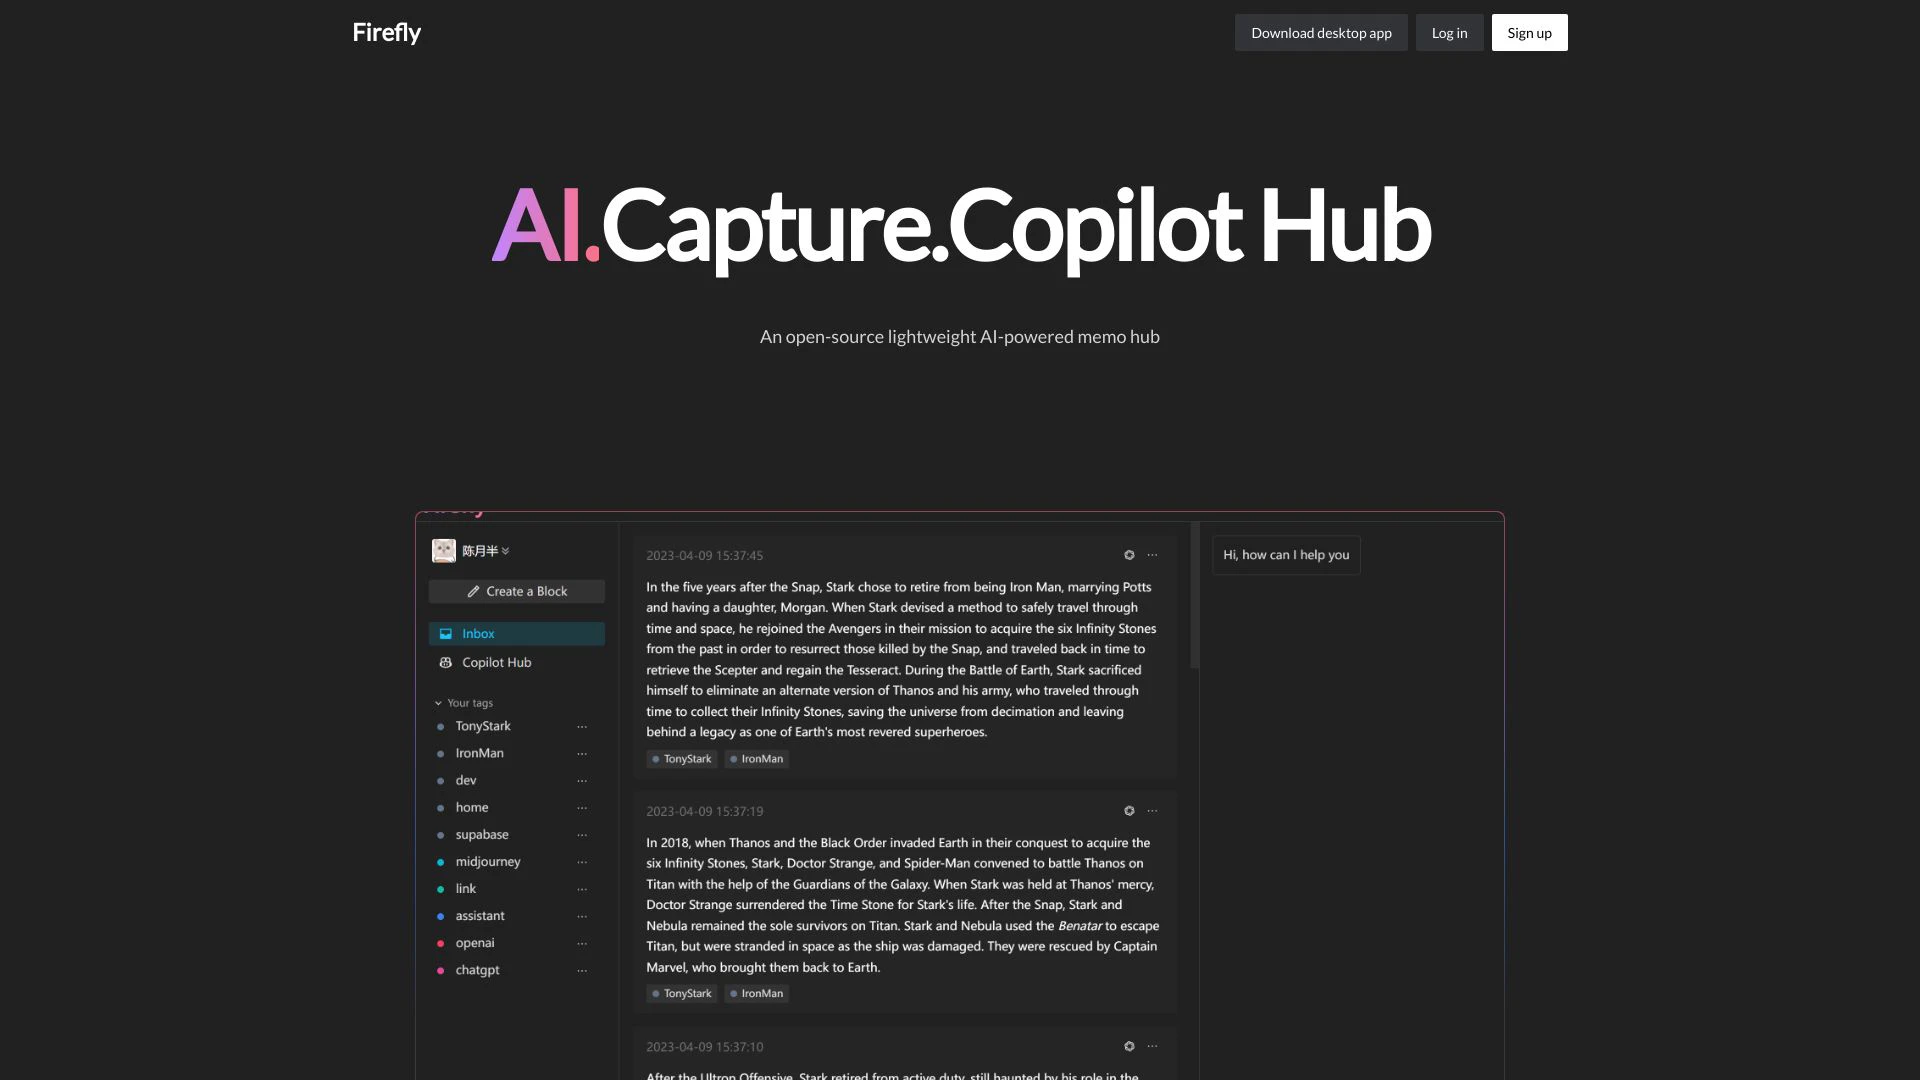 Firefly
Download desktop app
Log in
Sign up
AI.Capture.Copilot Hub
An open-source lightweight AI-powered memo hub
陈月半
Create a Block
Inbox
Copilot Hub
Your tags
TonyStark
IronMan
dev
home
supabase
midjourney
link
assistant
openai
chatgpt
2023-04-09 15:37:45
In the five years after the Snap, Stark chose to retire from being Iron Man, marrying Potts
and having a daughter, Morgan. When Stark devised a method to safely travel through
time and space, he rejoined the Avengers in their mission to acquire the six Infinity Stones
from the past in order to resurrect those killed by the Snap, and traveled back in time to
retrieve the Scepter and regain the Tesseract. During the Battle of Earth, Stark sacrificed
himself to eliminate an alternate version of Thanos and his army, who traveled through
time to collect their Infinity Stones, saving the universe from decimation and leaving
behind a legacy as one of Earth's most revered superheroes.
TonyStark IronMan
2023-04-09 15:37:19
In 2018, when Thanos and the Black Order invaded Earth in their conquest to acquire the
six Infinity Stones, Stark, Doctor Strange, and Spider-Man convened to battle Thanos on
Titan with the help of the Guardians of the Galaxy. When Stark was held at Thanos' mercy,
Doctor Strange surrendered the Time Stone for Stark's life. After the Snap, Stark and
Nebula remained the sole survivors on Titan. Stark and Nebula used the Benatar to escape
Titan, but were stranded in space as the ship was damaged. They were rescued by Captain
Marvel, who brought them back to Earth.
TonyStark IronMan
2023-04-09 15:37:10
After the Ultron Offensive, Stark retired from active duty, still haunted by his role in the
Hi, how can I help you